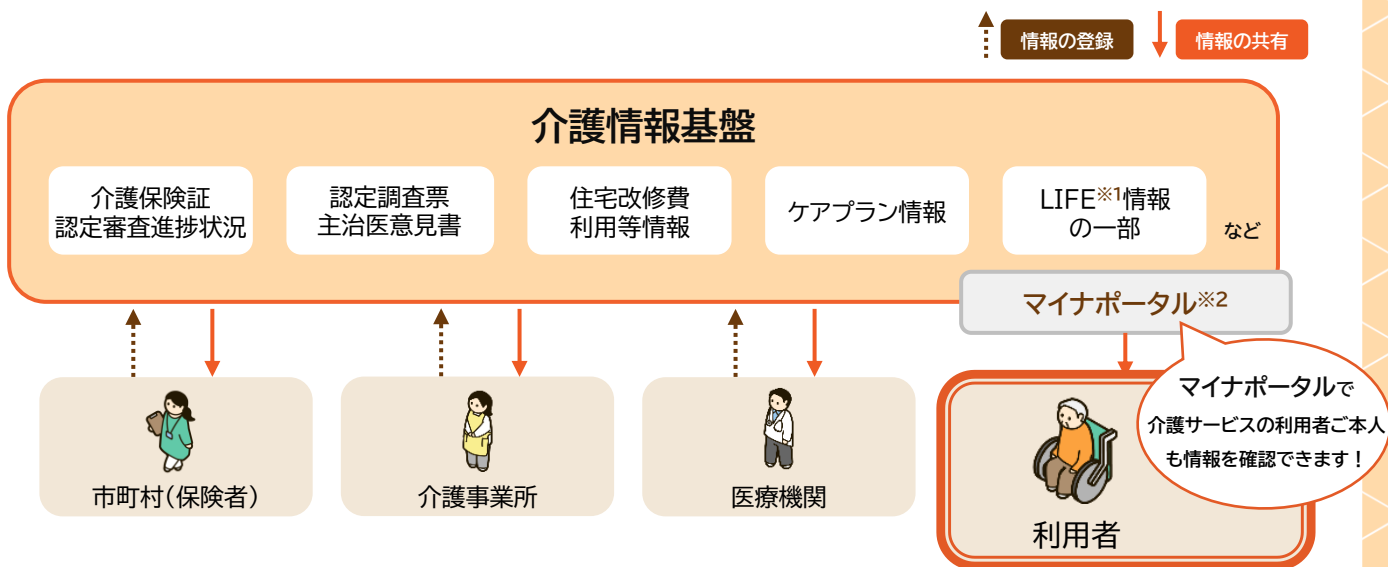 情報の登録
情報の共有
介護情報基盤
介護保険証
認定審査進捗状況
認定調査票
主治医意見書
住宅改修費
利用等情報
ケアプラン情報
LIFE※1情報
の一部
など
マイナポータル※2
マイナポータルで
介護サービスの利用者ご本人
も情報を確認できます！
市町村(保険者)
介護事業所
医療機関
利用者